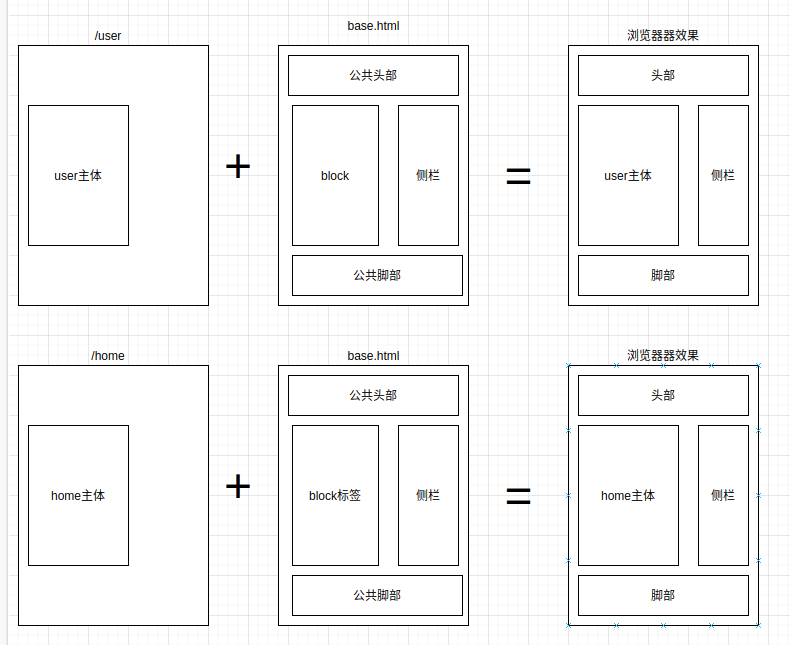 /user
base.html
浏览器器效果
公共头部
头部
user主体
+
block
侧栏
=
user主体
侧栏
公共脚部
脚部
/home
base.html
浏览器器效果
公共头部
头部
home主体
+
block标签
侧栏
=
home主体
侧栏
公共脚部
脚部